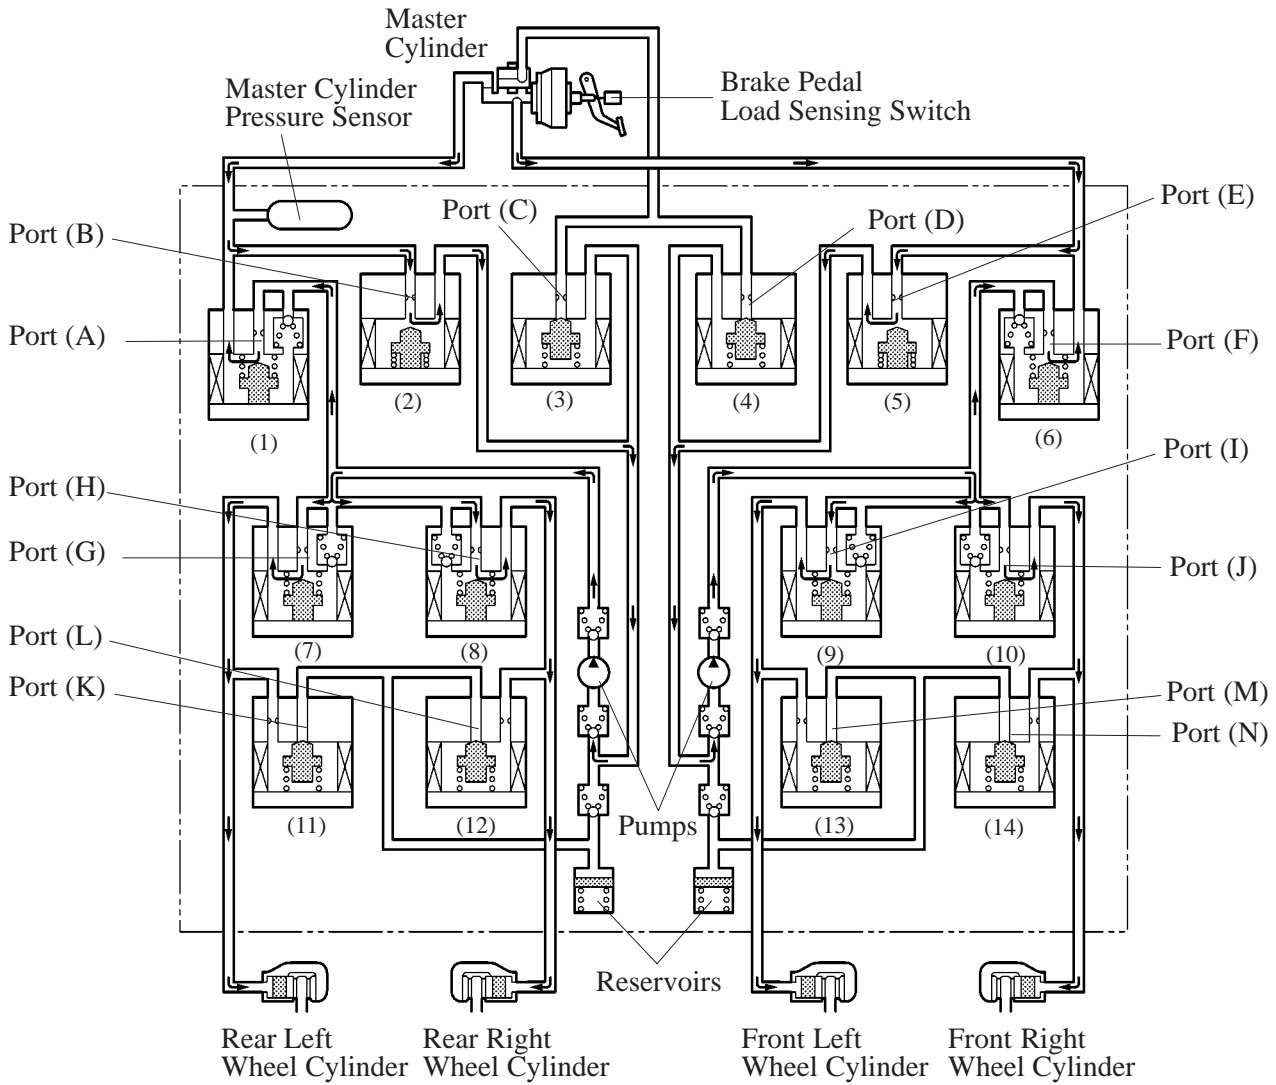 Master
Cylinder
Master Cylinder
Pressure Sensor
Brake Pedal
Load Sensing Switch
Port (B)
Port (C)
Port (D)
Port (E)
Port (A)
Port (F)
(1)
(2)
(3)
(4)
(5)
(6)
Port (H)
Port (I)
Port (G)
Port (J)
(7)
(8)
(9)
(10)
Port (L)
Port (K)
Port (M)
Port (N)
(11)
(12)
Pumps
(13)
(14)
Reservoirs
Rear Left
Wheel Cylinder
Rear Right
Wheel Cylinder
Front Left
Wheel Cylinder
Front Right
Wheel Cylinder